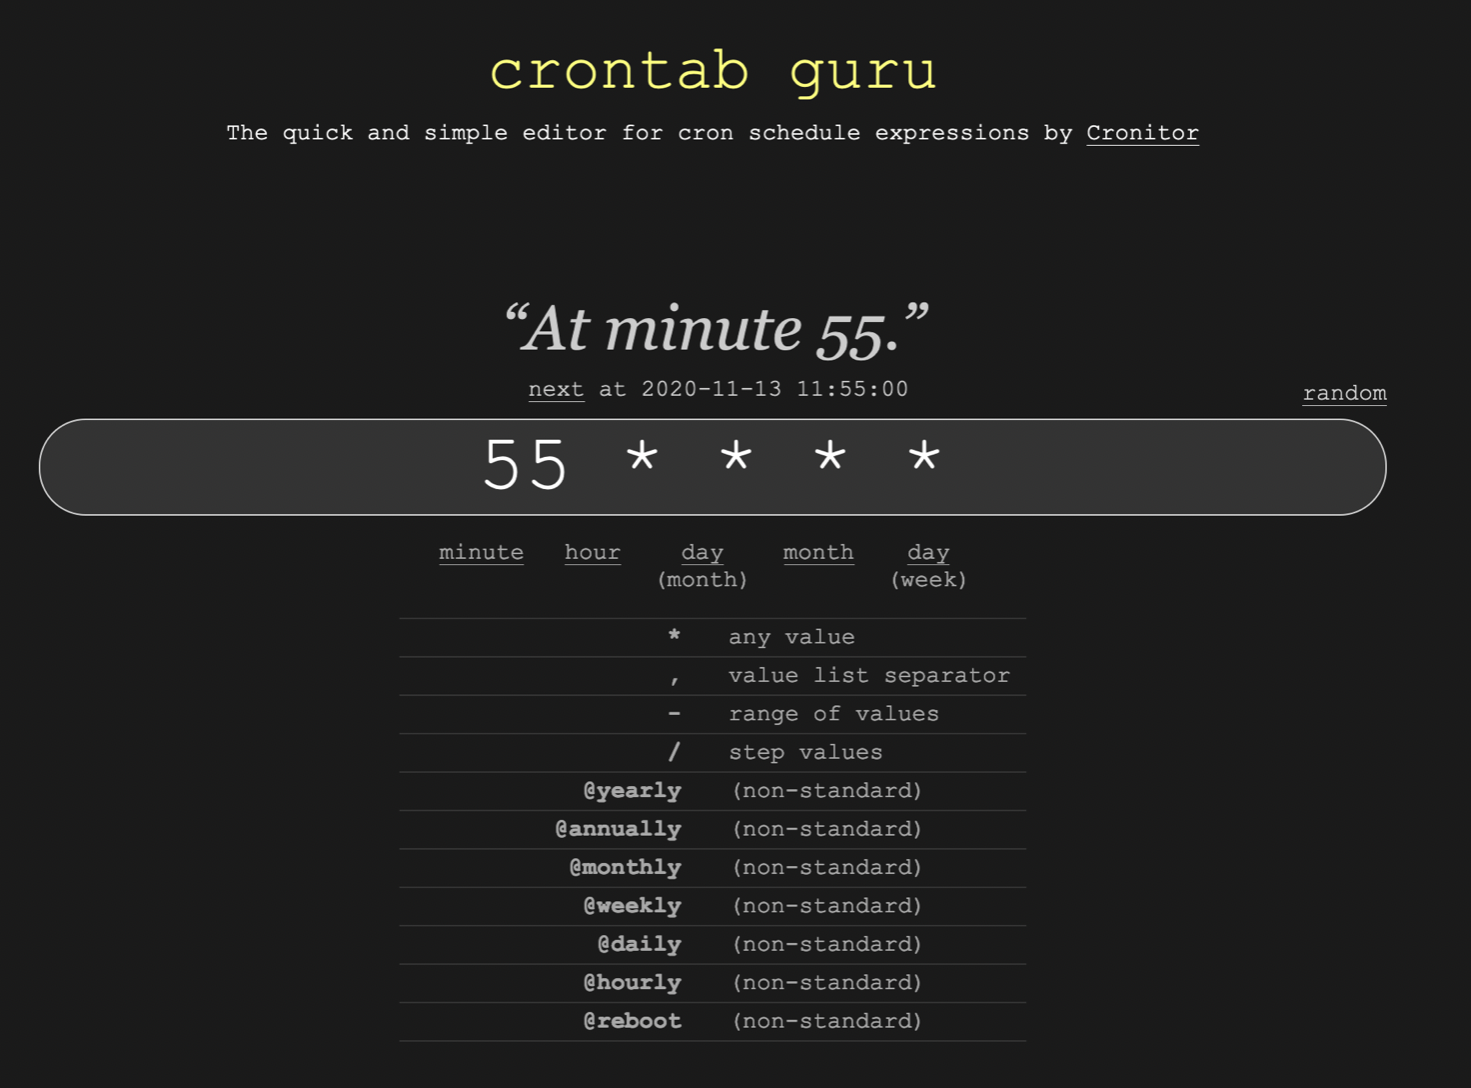 crontab guru
The quick and simple editor for cron schedule expressions by Cronitor
“At minute 55.”
next at 2020-11-13 11:55:00
random
55 * * * *
minute hour day month day
(month) (week)
* any value
, value list separator
- range of values
/ step values
@yearly (non-standard)
@annually (non-standard)
@monthly (non-standard)
@weekly (non-standard)
@daily (non-standard)
@hourly (non-standard)
@reboot (non-standard)